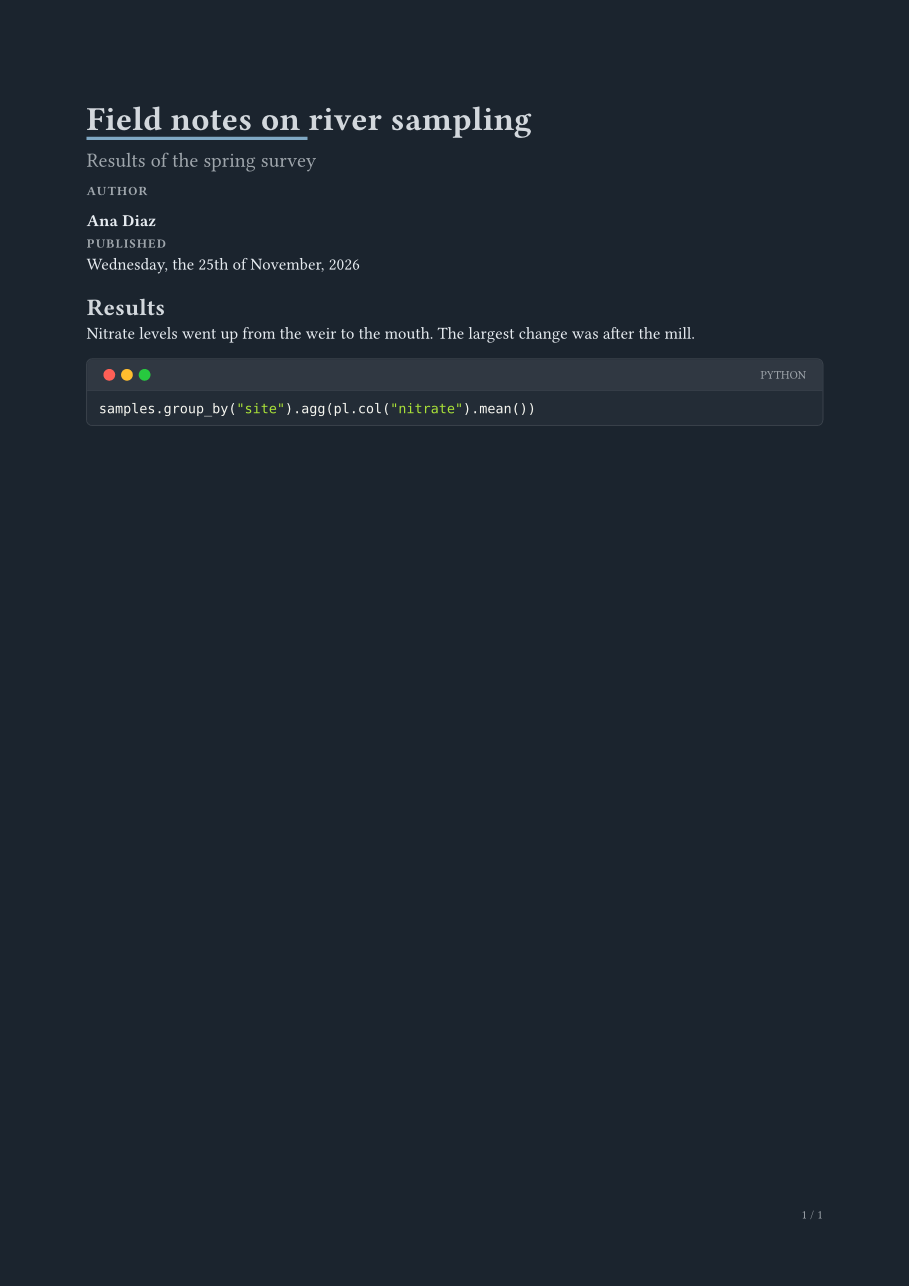 Field notes on river sampling
Results of the spring survey
AUTHOR
Ana Diaz
PUBLISHED
Wednesday, the 25th of November, 2026
Results
Nitrate levels went up from the weir to the mouth. The largest change was after the mill.
PYTHON
samples.group_by("site").agg(pl.col("nitrate").mean())
1 / 1